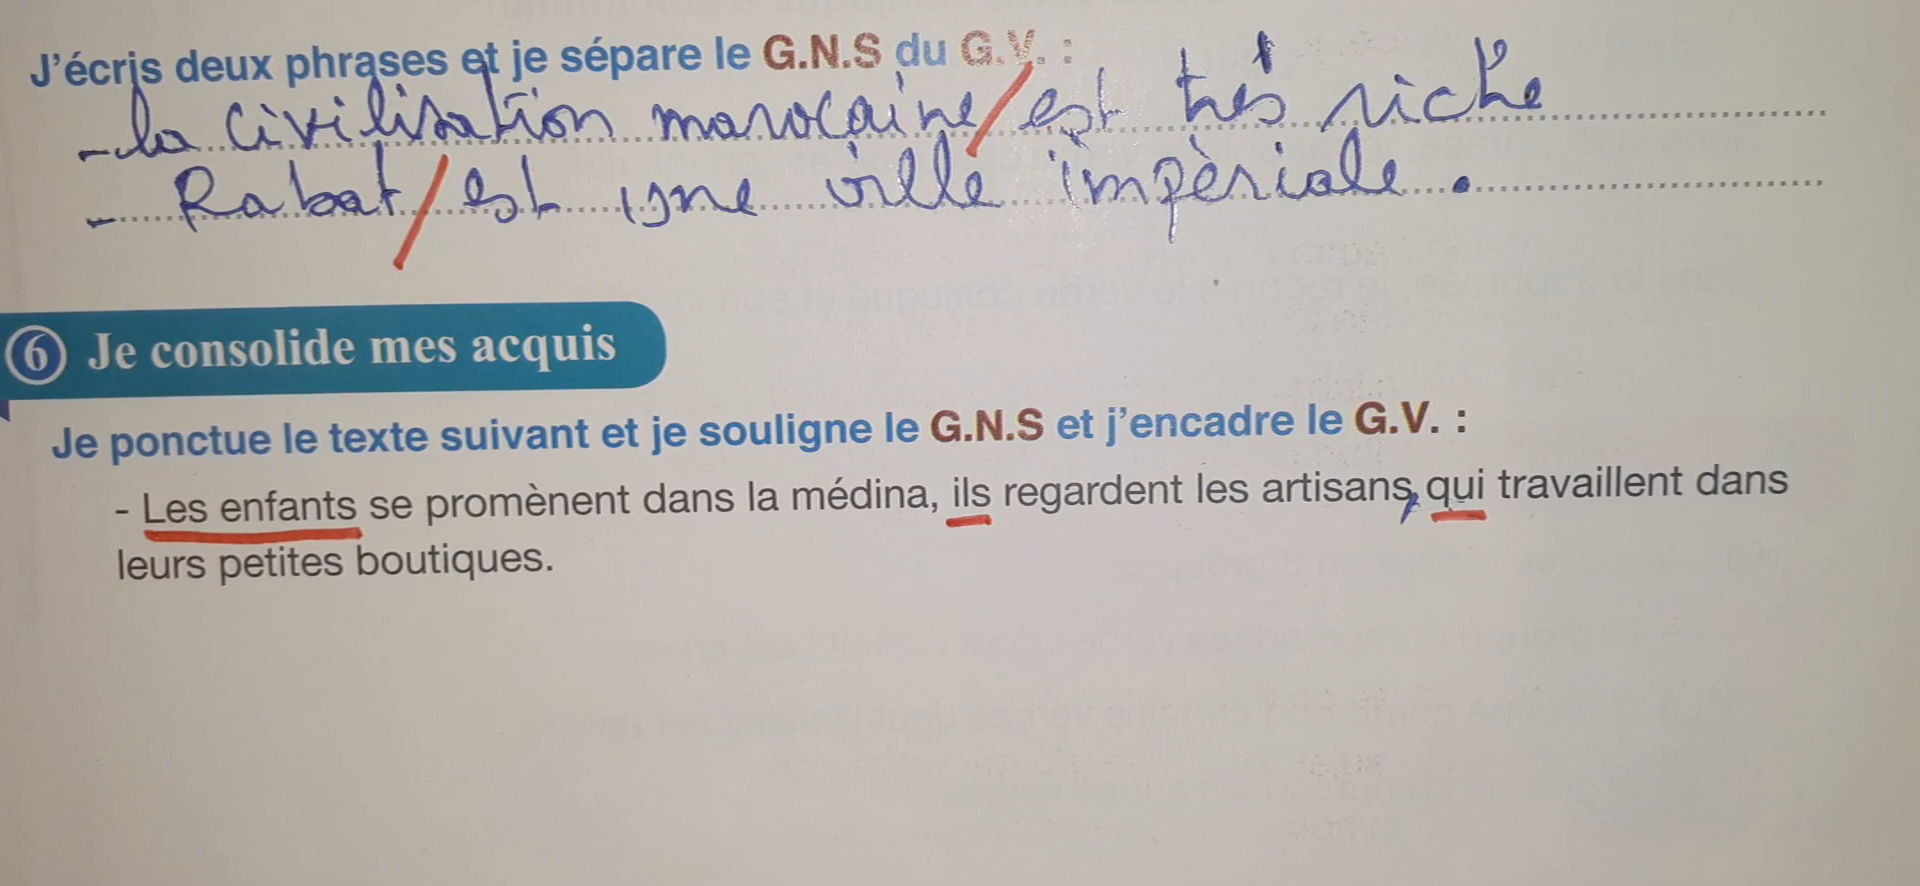 J'écris deux phrases et je sépare le G.N.S du G.V. :
- la civilisation marocaine / est très riche
- Rabat / est une ville impèriale .
6 Je consolide mes acquis
Je ponctue le texte suivant et je souligne le G.N.S et j'encadre le G.V. :
- Les enfants se promènent dans la médina, ils regardent les artisans, qui travaillent dans
leurs petites boutiques.